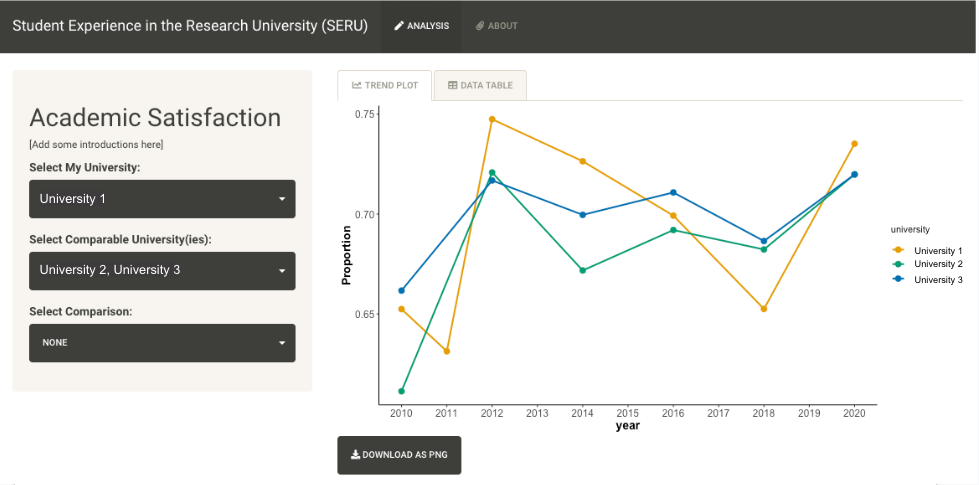 Student Experience in the Research University (SERU)
ANALYSIS
ABOUT
Academic Satisfaction
[Add some introductions here]
Select My University:
University 1
Select Comparable University(ies):
University 2, University 3
Select Comparison:
NONE
TREND PLOT
DATA TABLE
0.75
0.70
0.65
Proportion
2010 2011 2012 2013 2014 2015 2016 2017 2018 2019 2020
year
university
University 1
University 2
University 3
DOWNLOAD AS PNG